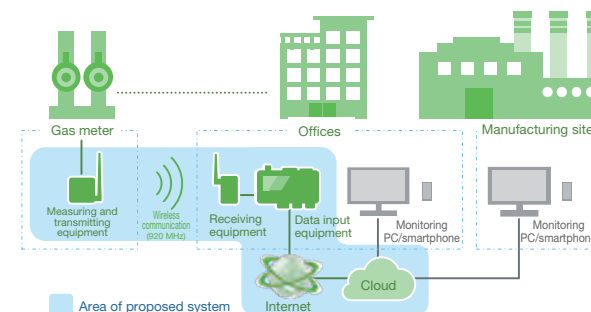 Gas meter
Offices
Manufacturing site
Measuring and
transmitting
equipment
Wireless
communication
(920 MHz)
Receiving
equipment
Data input
equipment
Monitoring
PC/smartphone
Monitoring
PC/smartphon
Internet
Cloud
Area of proposed system